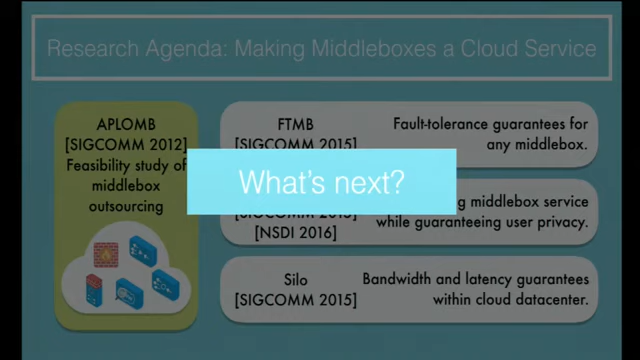 Research Agenda: Making Middleboxes a Cloud Service
APLOMB
[SIGCOMM 2012]
Feasibility study of
middlebox
outsourcing
FTMB
[SIGCOMM 2015]
Fault-tolerance guarantees for
any middlebox.
What's next?
middlebox service
[NSDI 2016]
while guaranteeing user privacy.
Silo
[SIGCOMM 2015]
Bandwidth and latency guarantees
within cloud datacenter.